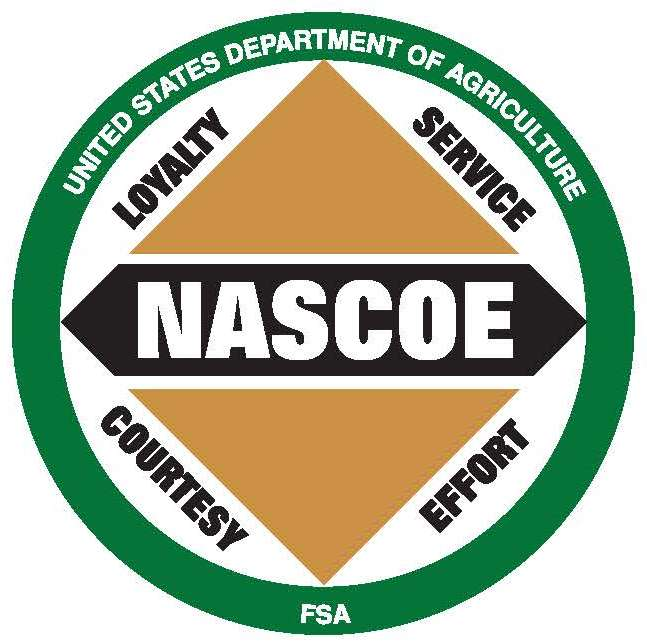 UNITED STATES DEPARTMENT OF AGRICULTURE
LOYALTY
SERVICE
NASCOE
COURTESY
EFFORT
FSA